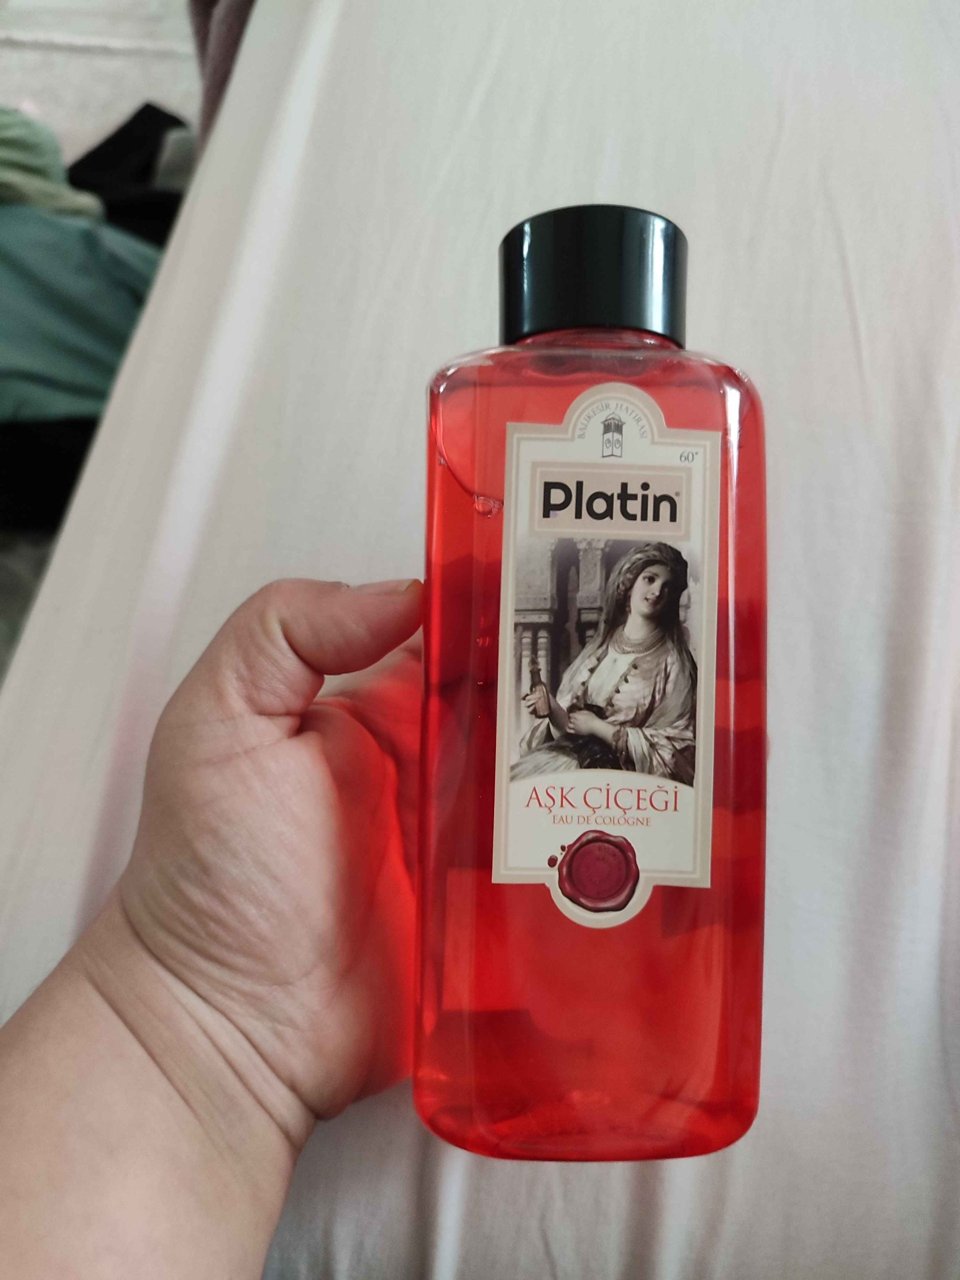 BALIKESİR HATIRASI
60°
Platin
AŞK ÇİÇEĞİ
EAU DE COLOGNE